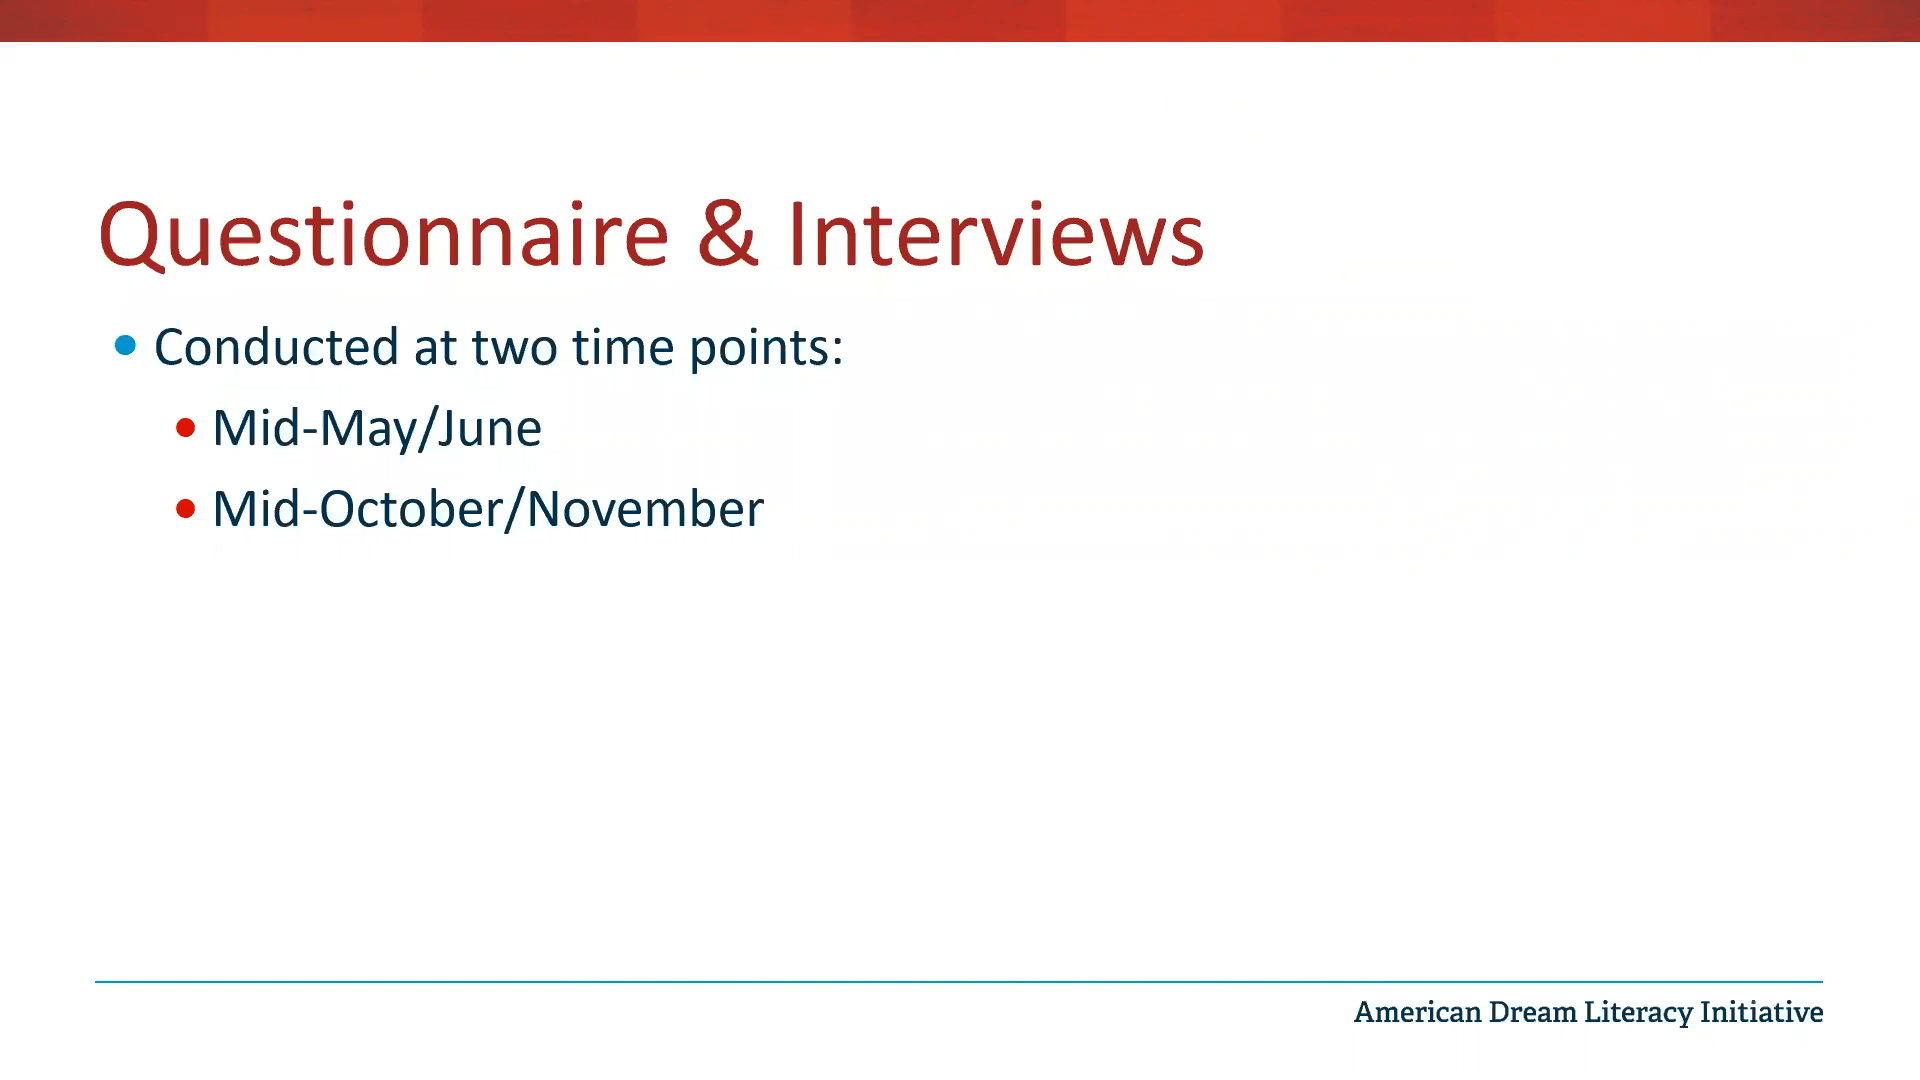 Questionnaire & Interviews
Conducted at two time points:
Mid-May/June
Mid-October/November
American Dream Literacy Initiative